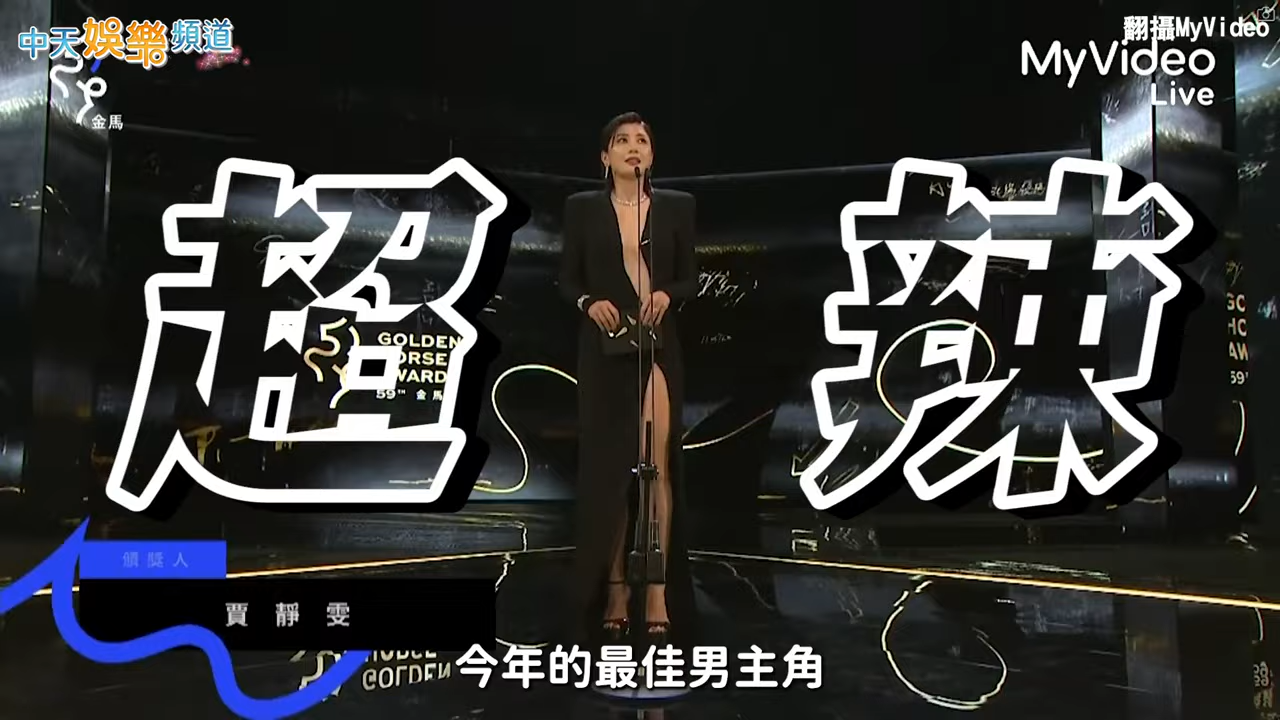 中天娛樂頻道
金馬
翻攝MyVideo
MyVideo
Live
超辣
GOLDEN
HORSE
AWARD
59TH 金馬
頒獎人
賈靜雯
今年的最佳男主角